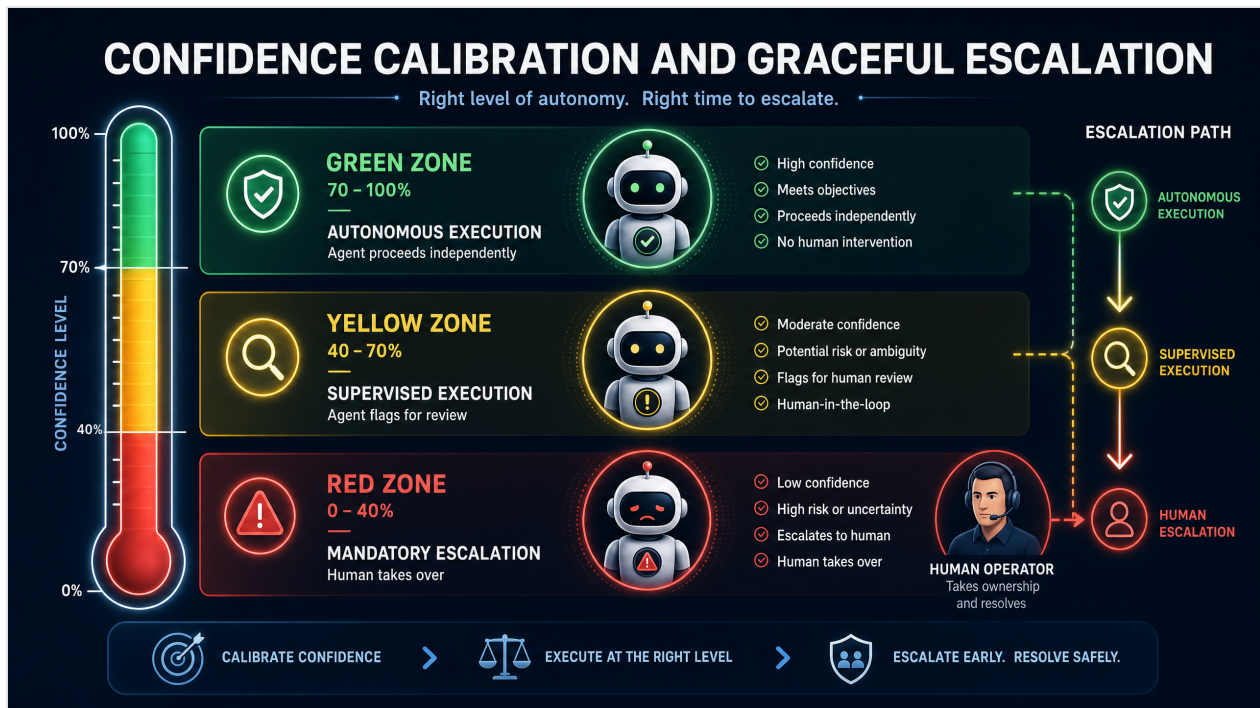 CONFIDENCE CALIBRATION AND GRACEFUL ESCALATION
Right level of autonomy. Right time to escalate.
CONFIDENCE LEVEL
100%
70%
40%
0%
GREEN ZONE
70 – 100%
AUTONOMOUS EXECUTION
Agent proceeds independently
High confidence
Meets objectives
Proceeds independently
No human intervention
YELLOW ZONE
40 – 70%
SUPERVISED EXECUTION
Agent flags for review
Moderate confidence
Potential risk or ambiguity
Flags for human review
Human-in-the-loop
RED ZONE
0 – 40%
MANDATORY ESCALATION
Human takes over
Low confidence
High risk or uncertainty
Escalates to human
Human takes over
HUMAN OPERATOR
Takes ownership
and resolves
ESCALATION PATH
AUTONOMOUS
EXECUTION
SUPERVISED
EXECUTION
HUMAN
ESCALATION
CALIBRATE CONFIDENCE
EXECUTE AT THE RIGHT LEVEL
ESCALATE EARLY. RESOLVE SAFELY.